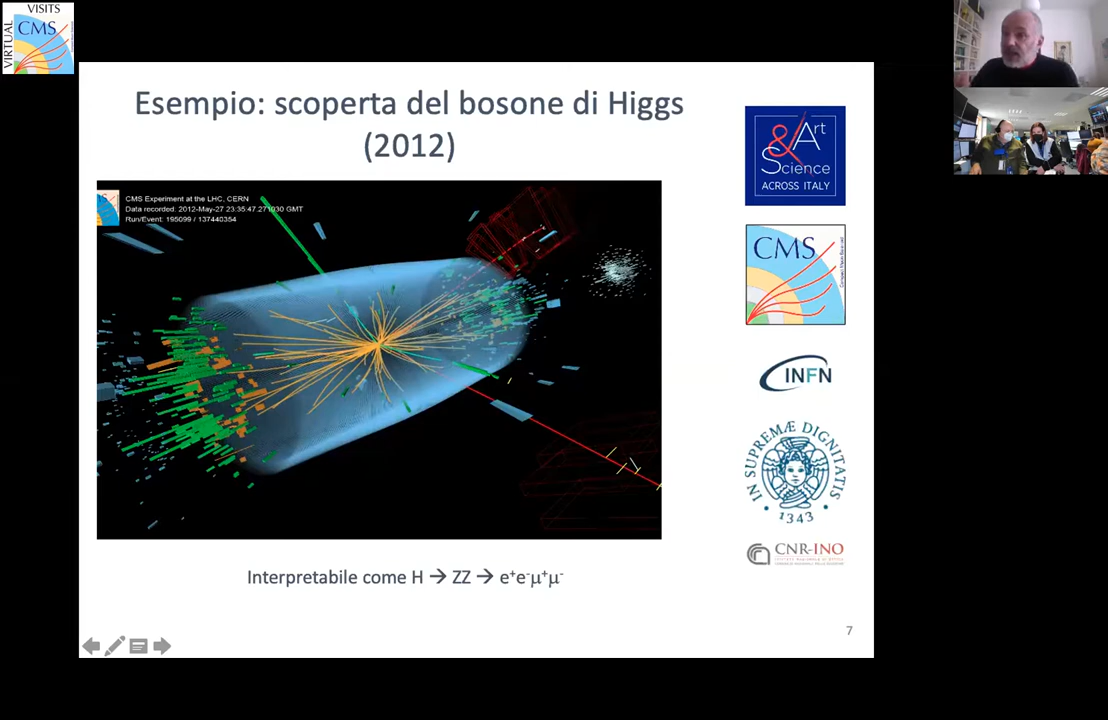 VIRTUAL
VISITS
CMS
Esempio: scoperta del bosone di Higgs
(2012)
CMS Experiment at the LHC, CERN
Data recorded: 2012-May-27 23:35:47.271030 GMT
Run/Event: 195099 / 137440354
Art
&
Science
ACROSS ITALY
CMS
INFN
IN SUPREMÆ DIGNITATIS
• 1343 •
CNR-INO
Interpretabile come H → ZZ → e⁺e⁻μ⁺μ⁻
7